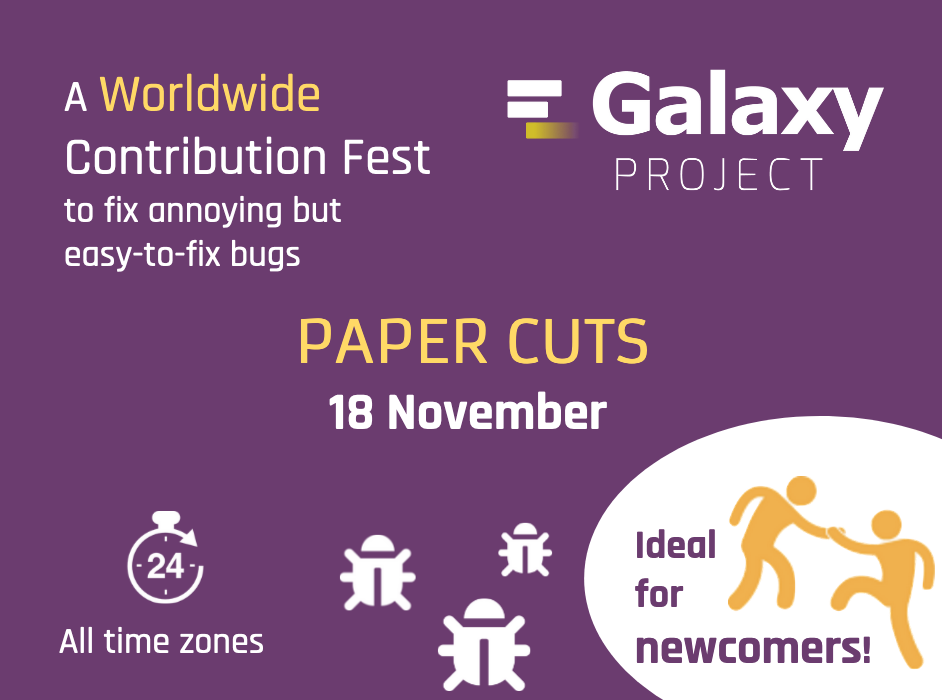 A Worldwide
Contribution Fest
to fix annoying but
easy-to-fix bugs
Galaxy
PROJECT
PAPER CUTS
18 November
24
All time zones
Ideal
for
newcomers!